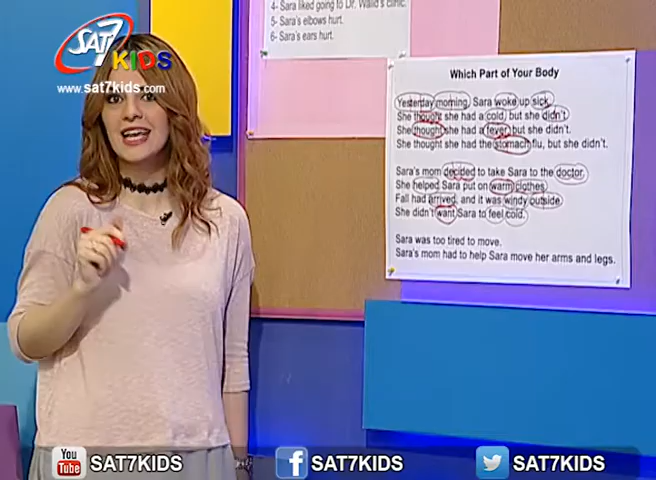 SAT 7
KIDS
www.sat7kids.com
4- Sara liked going to Dr. Walid's clinic.
5- Sara's elbows hurt.
6- Sara's ears hurt.
Which Part of Your Body
Yesterday morning, Sara woke up sick.
She thought she had a cold, but she didn't.
She thought she had a fever, but she didn't.
She thought she had the stomach flu, but she didn't.
Sara's mom decided to take Sara to the doctor.
She helped Sara put on warm clothes.
Fall had arrived, and it was windy outside.
She didn't want Sara to feel cold.
Sara was too tired to move.
Sara's mom had to help Sara move her arms and legs.
You Tube SAT7KIDS
f SAT7KIDS
SAT7KIDS